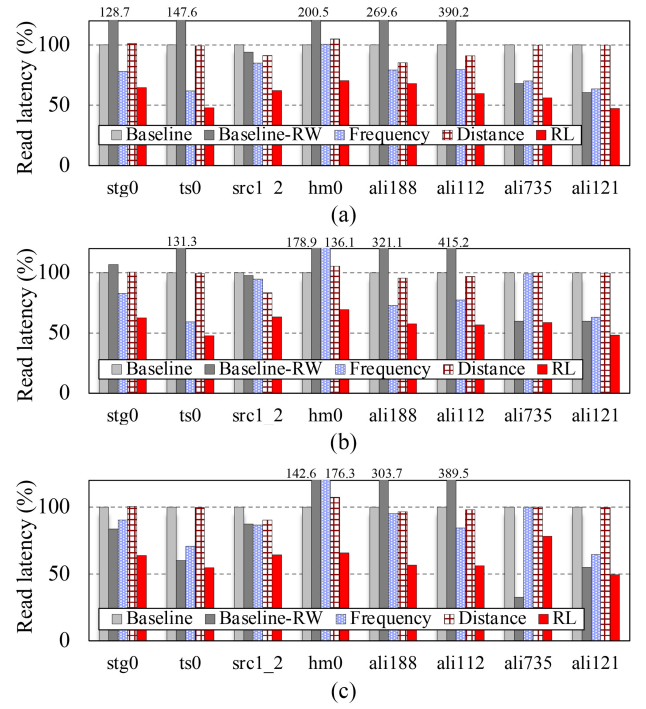 128.7 147.6 200.5 269.6 390.2
Read latency (%)
100
50
0
Baseline Baseline-RW Frequency Distance RL
stg0 ts0 src1_2 hm0 ali188 ali112 ali735 ali121
(a)
131.3 178.9 136.1 321.1 415.2
Read latency (%)
100
50
0
Baseline Baseline-RW Frequency Distance RL
stg0 ts0 src1_2 hm0 ali188 ali112 ali735 ali121
(b)
142.6 176.3 303.7 389.5
Read latency (%)
100
50
0
Baseline Baseline-RW Frequency Distance RL
stg0 ts0 src1_2 hm0 ali188 ali112 ali735 ali121
(c)